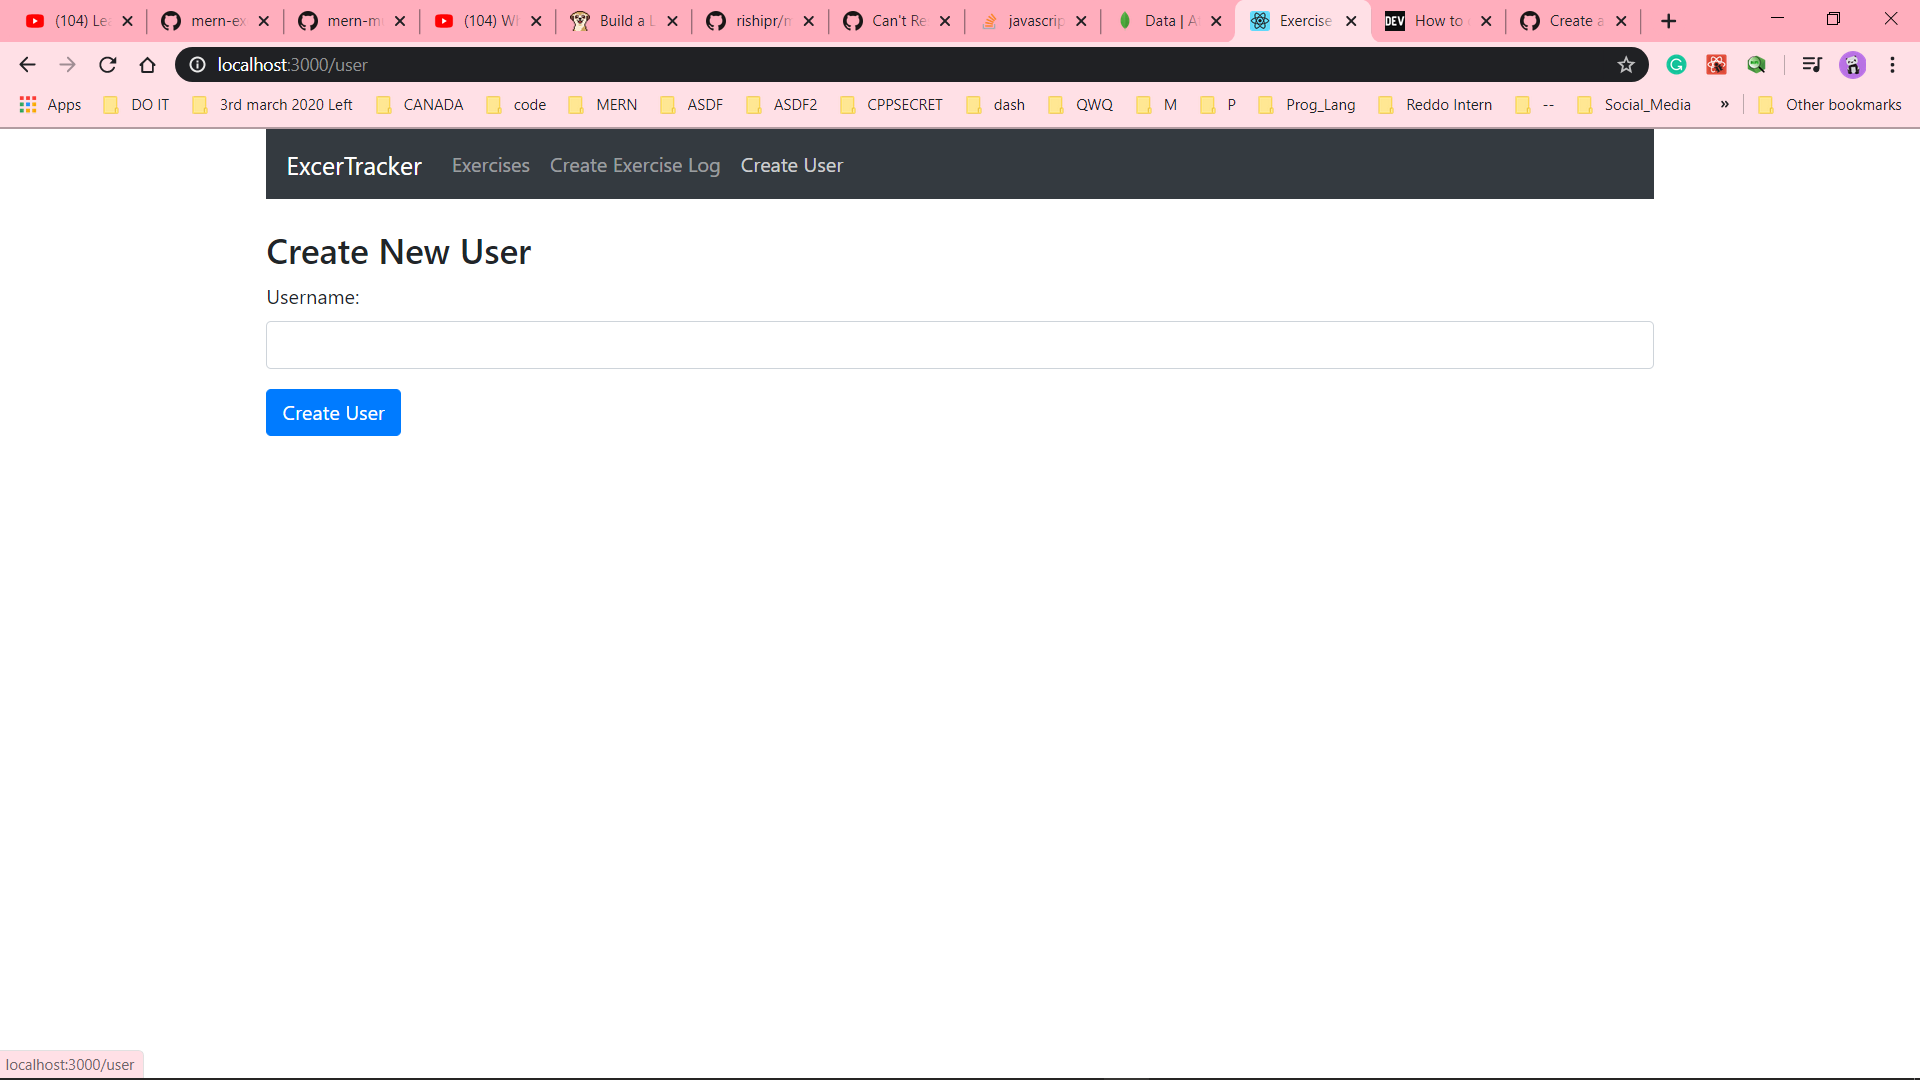 (104) Le mern-ex mern-m (104) Wh Build a L rishipr/m Can't Re javascrip Data | A Exercise DEV How to Create a
localhost:3000/user
Apps DO IT 3rd march 2020 Left CANADA code MERN ASDF ASDF2 CPPSECRET dash QWQ M P Prog_Lang Reddo Intern -- Social_Media » Other bookmarks
ExcerTracker Exercises Create Exercise Log Create User
Create New User
Username:
Create User
localhost:3000/user